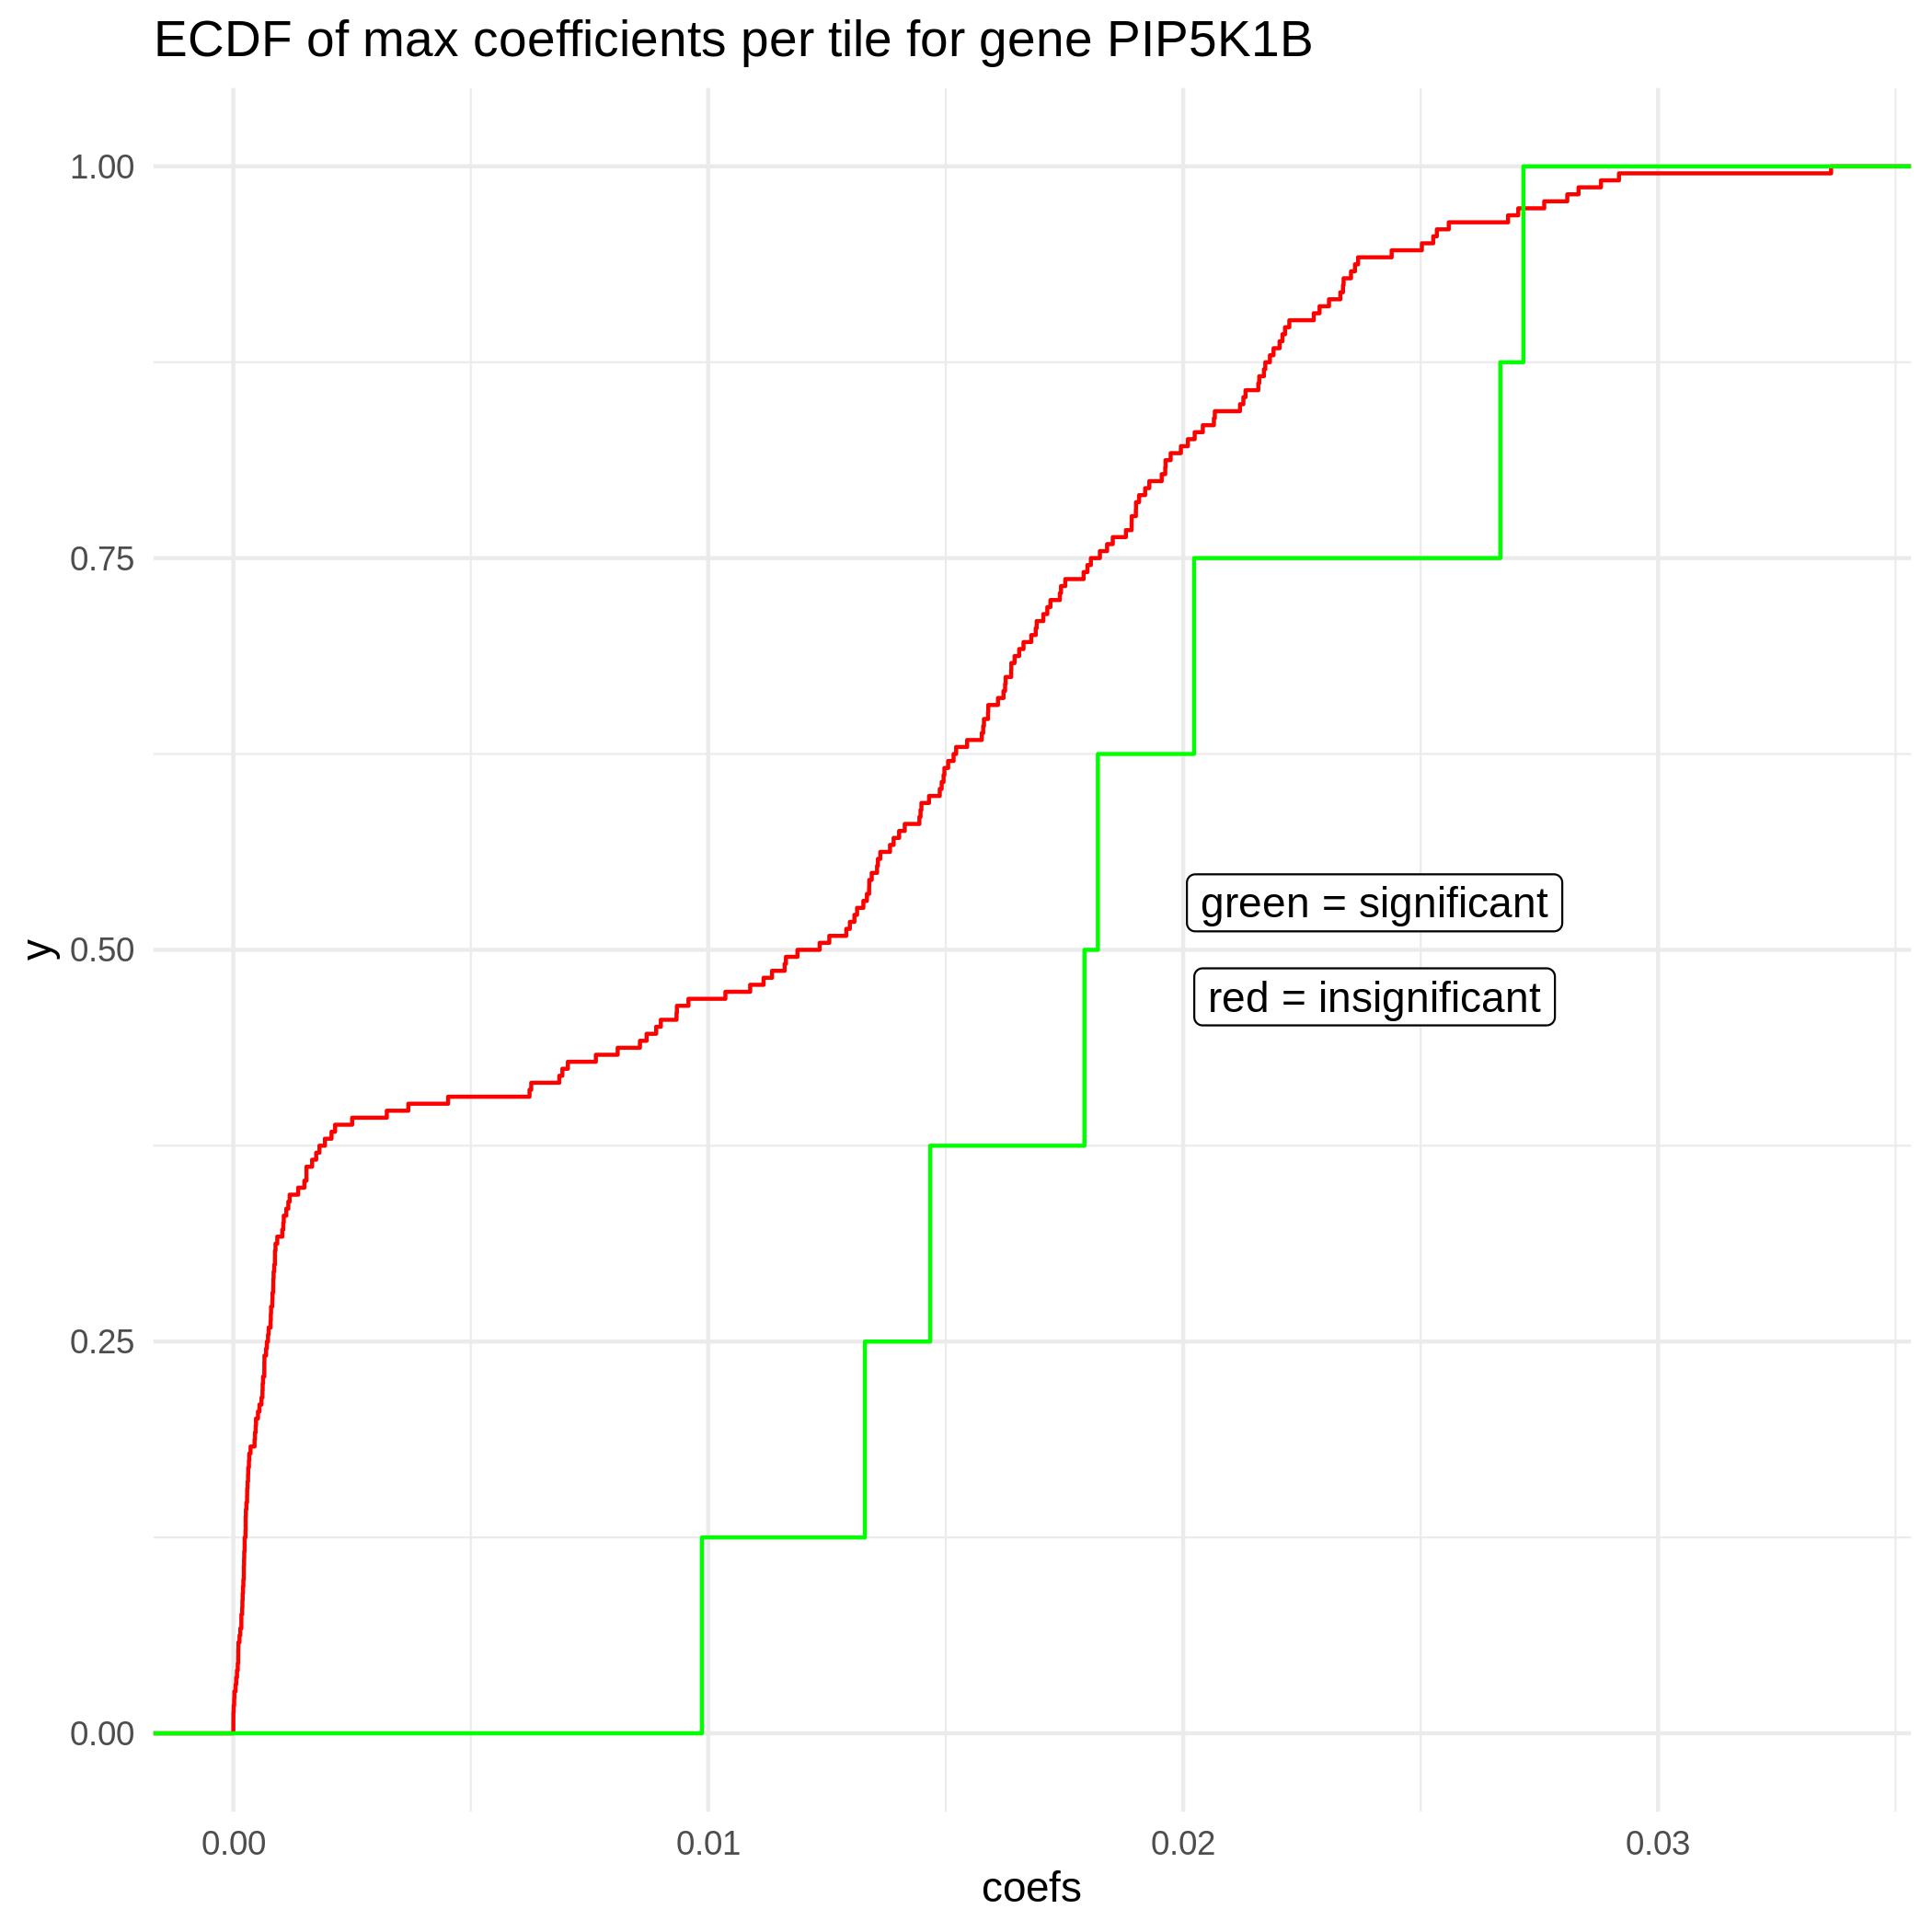 ECDF of max coefficients per tile for gene PIP5K1B
1.00
0.75
0.50
0.25
0.00
y
green = significant
red = insignificant
0.00 0.01 0.02 0.03
coefs